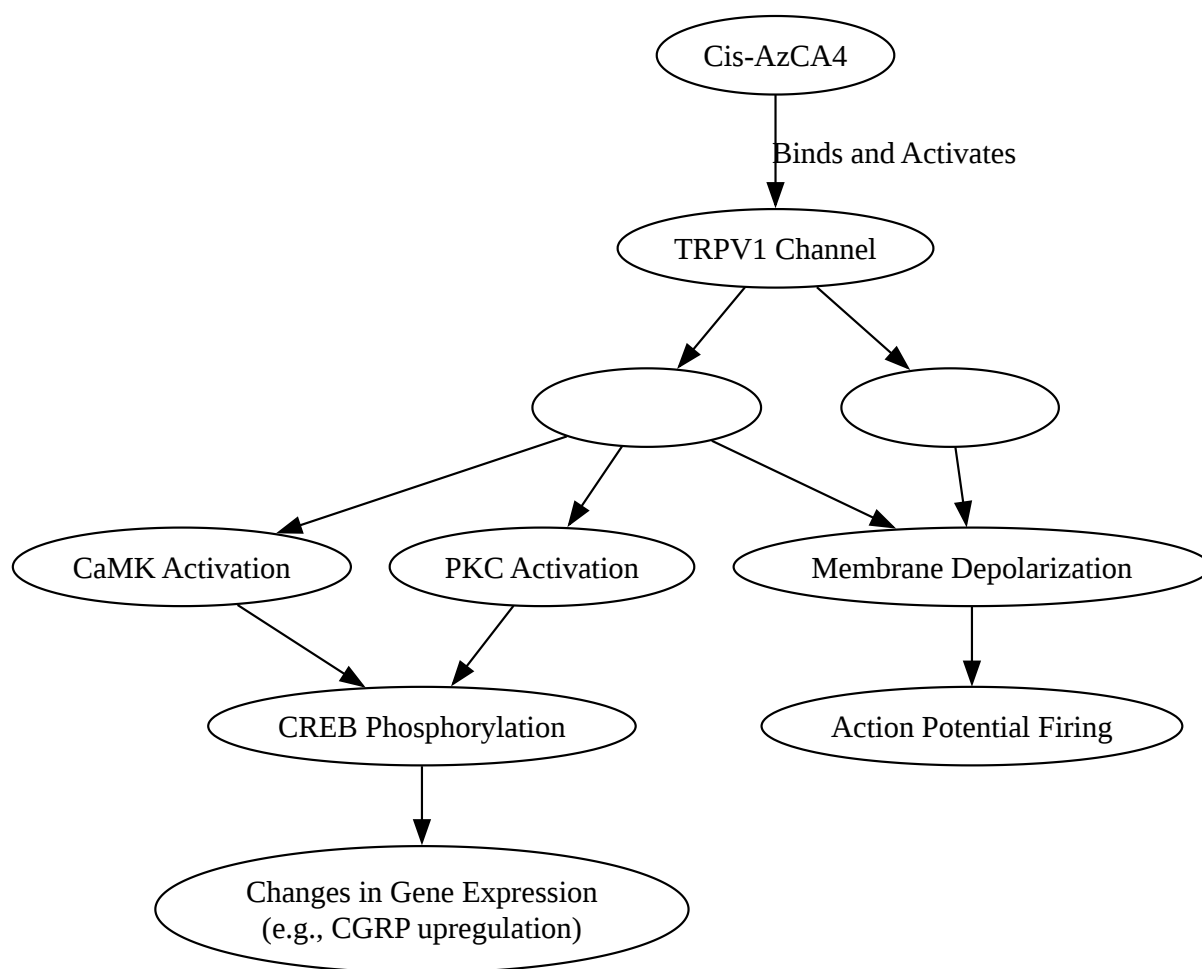 Cis-AzCA4
Binds and Activates
TRPV1 Channel
CaMK Activation
PKC Activation
Membrane Depolarization
CREB Phosphorylation
Action Potential Firing
Changes in Gene Expression
(e.g., CGRP upregulation)